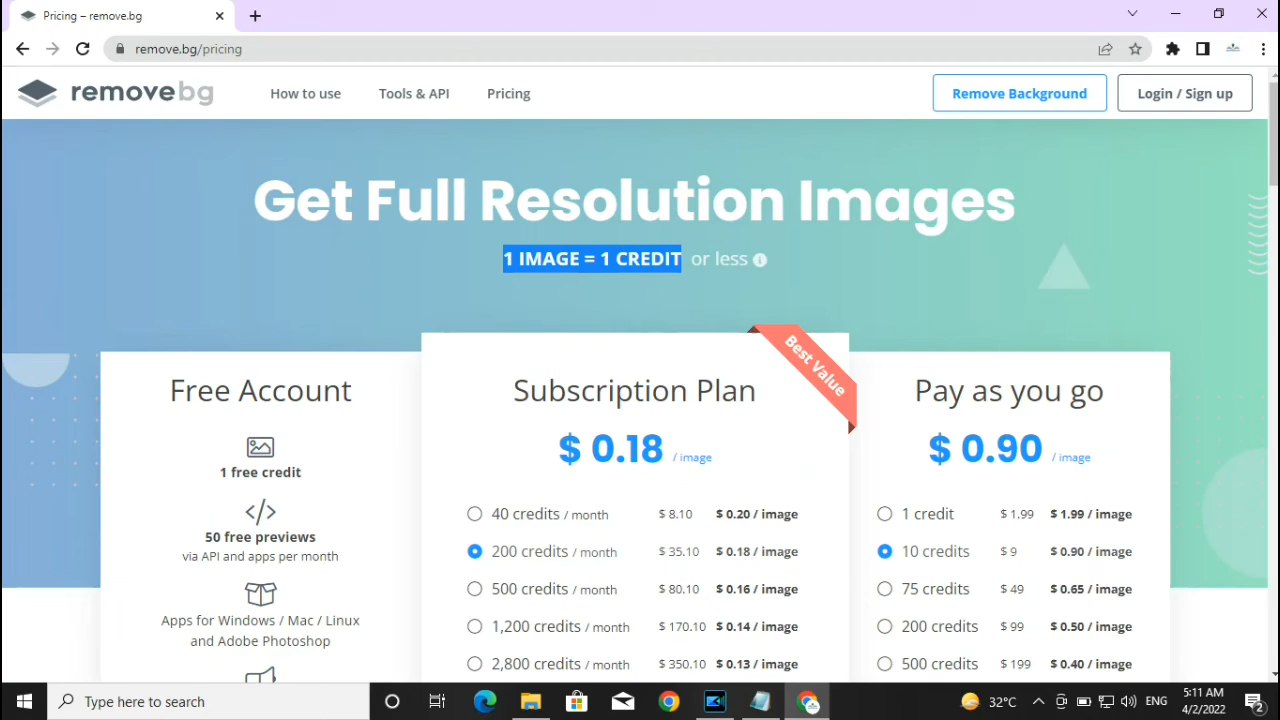 Pricing – remove.bg
remove.bg/pricing
removebg
How to use
Tools & API
Pricing
Remove Background
Login / Sign up
Get Full Resolution Images
1 IMAGE = 1 CREDIT or less
Free Account
1 free credit
50 free previews
via API and apps per month
Apps for Windows / Mac / Linux
and Adobe Photoshop
Best Value
Subscription Plan
$ 0.18 / image
40 credits / month $ 8.10 $ 0.20 / image
200 credits / month $ 35.10 $ 0.18 / image
500 credits / month $ 80.10 $ 0.16 / image
1,200 credits / month $ 170.10 $ 0.14 / image
2,800 credits / month $ 350.10 $ 0.13 / image
Pay as you go
$ 0.90 / image
1 credit $ 1.99 $ 1.99 / image
10 credits $ 9 $ 0.90 / image
75 credits $ 49 $ 0.65 / image
200 credits $ 99 $ 0.50 / image
500 credits $ 199 $ 0.40 / image
Type here to search
32°C
ENG
5:11 AM
4/2/2022
2